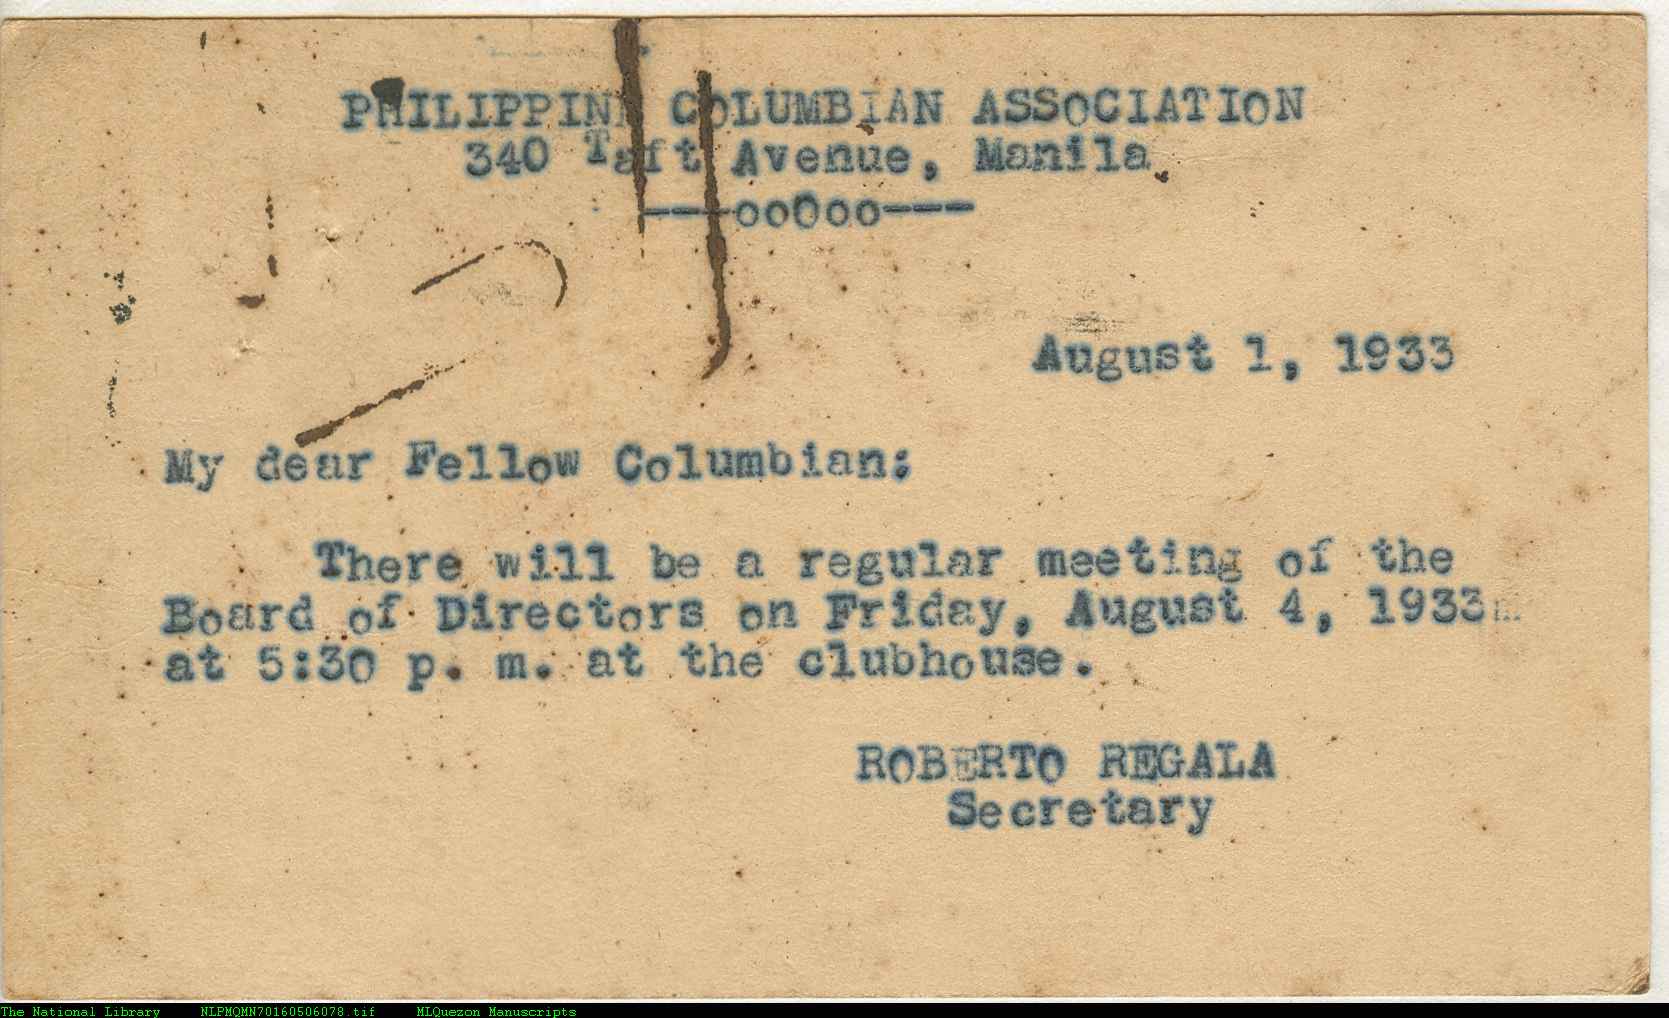 PHILIPPINE COLUMBIAN ASSOCIATION
340 Taft Avenue, Manila
---ooOoo---
August 1, 1933
My dear Fellow Columbian:
There will be a regular meeting of the
Board of Directors on Friday, August 4, 1933
at 5:30 p. m. at the clubhouse.
ROBERTO REGALA
Secretary
The National Library NLPMQMN70160506078.tif MLQuezon Manuscripts